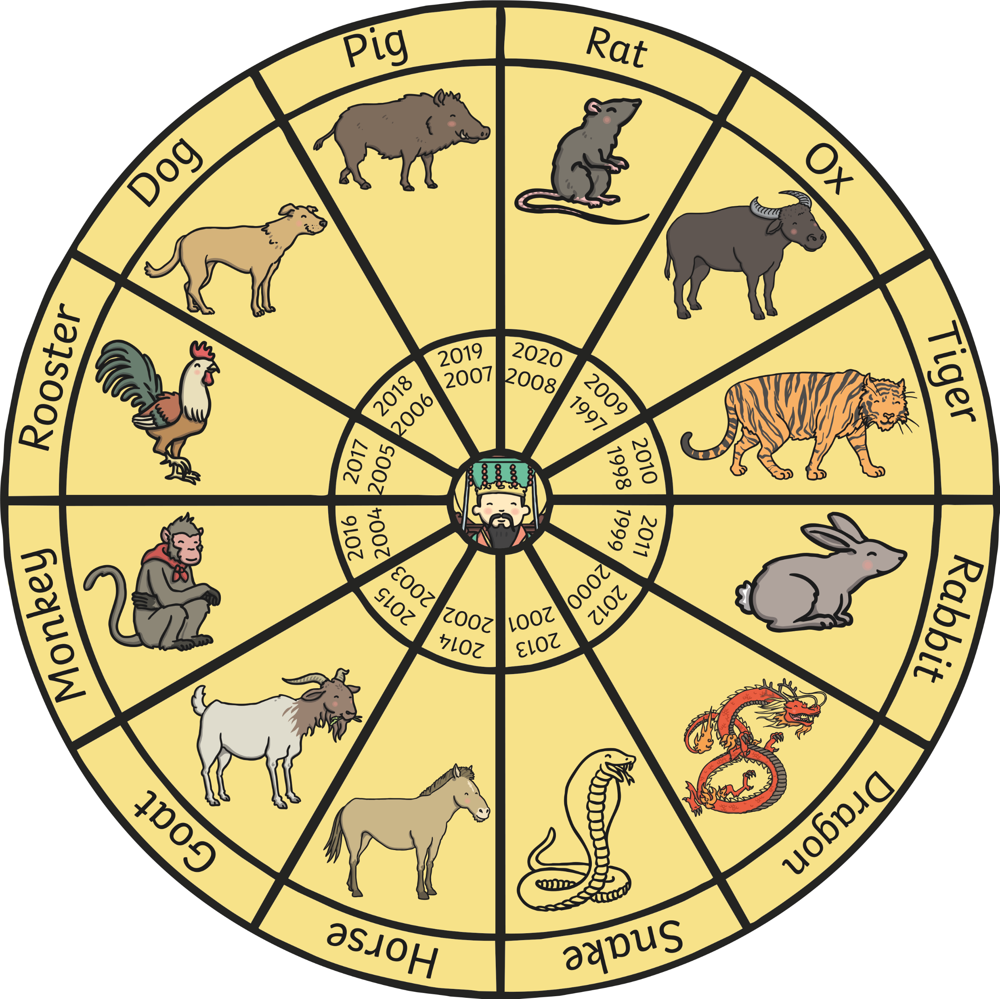 Rat
2020
2008
Ox
2009
1997
Tiger
2010
1998
Rabbit
2011
1999
Dragon
2012
2000
Snake
2013
2001
Horse
2014
2002
Goat
2015
2003
Monkey
2016
2004
Rooster
2017
2005
Dog
2018
2006
Pig
2019
2007